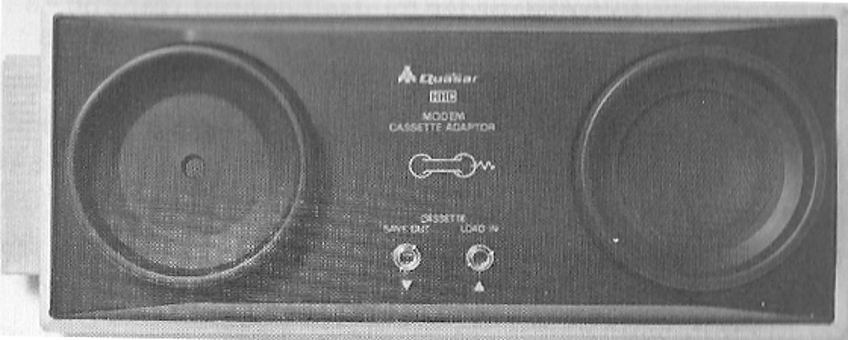 Quasar
HHC
MODEM
CASSETTE ADAPTOR
CASSETTE
SAVE OUT LOAD IN